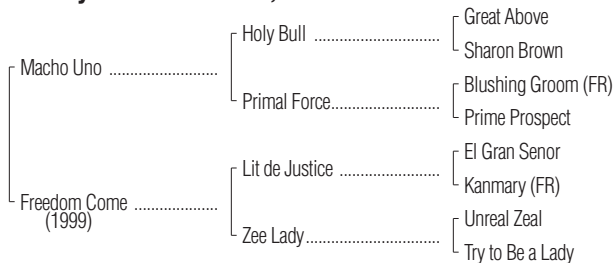 Great Above
Holy Bull ..........................
Sharon Brown
Macho Uno ........................
Blushing Groom (FR)
Primal Force.......................
Prime Prospect
El Gran Senor
Lit de Justice .....................
Kanmary (FR)
Freedom Come ..................
(1999)
Unreal Zeal
Zee Lady............................
Try to Be a Lady